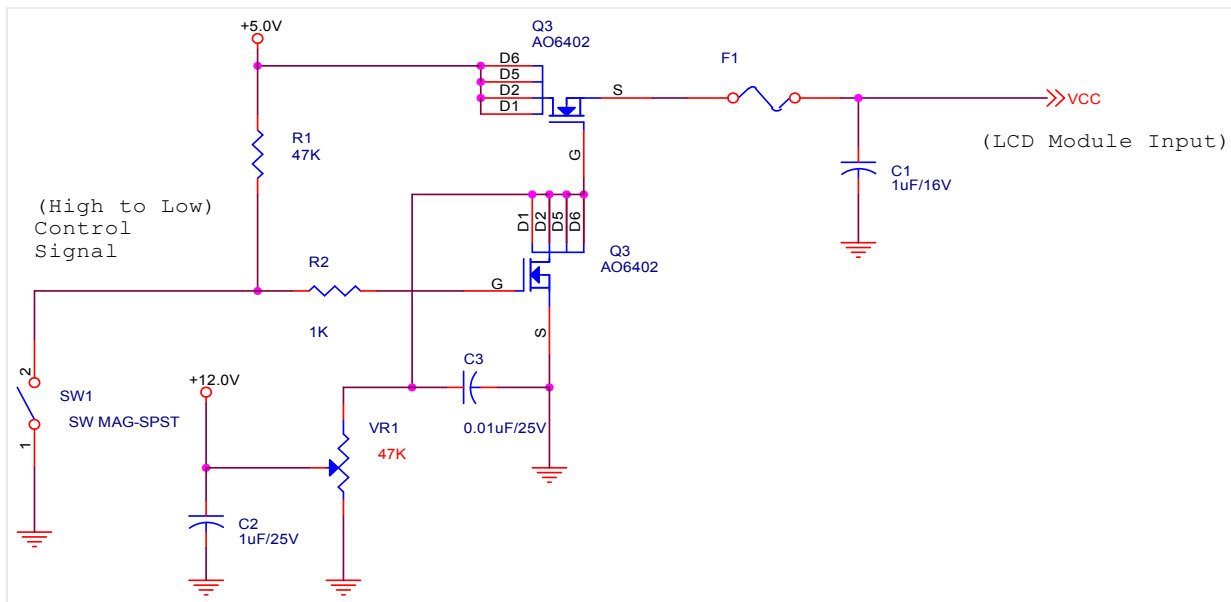 +5.0V
Q3
AO6402
D6
D5
D2
D1
S
G
F1
VCC
(LCD Module Input)
R1
47K
C1
1uF/16V
(High to Low)
Control
Signal
D1
D2
D5
D6
Q3
AO6402
R2
1K
G
S
2
1
SW1
SW MAG-SPST
+12.0V
C3
0.01uF/25V
VR1
47K
C2
1uF/25V